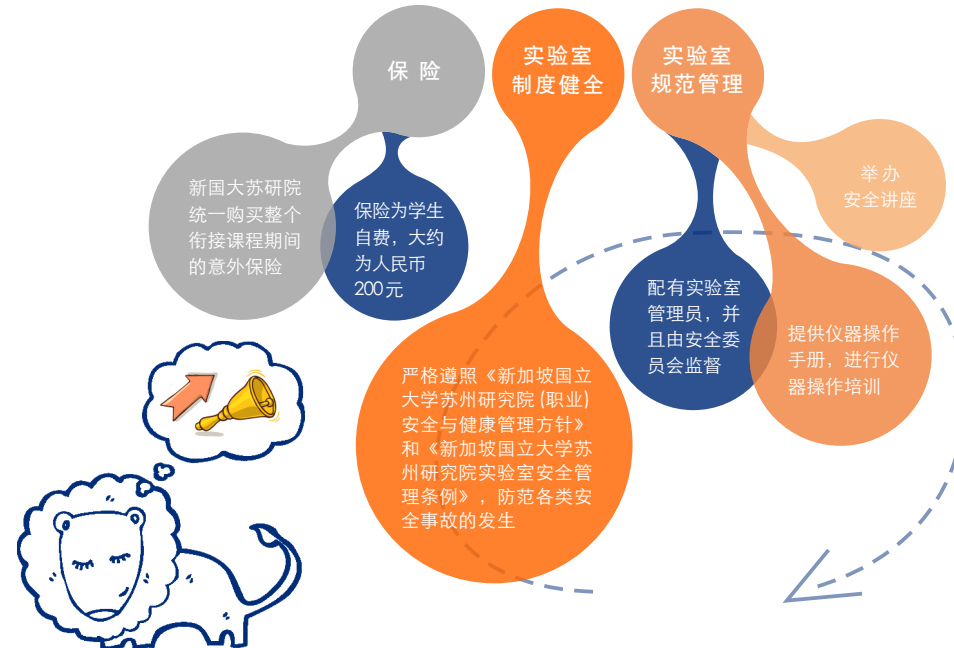 保 险
新国大苏研院
统一购买整个
衔接课程期间
的意外保险
保险为学生
自费，大约
为人民币
200元
实验室
制度健全
严格遵照《新加坡国立
大学苏州研究院(职业)
安全与健康管理方针》
和《新加坡国立大学苏
州研究院实验室安全管
理条例》，防范各类安
全事故的发生
实验室
规范管理
配有实验室
管理员，并
且由安全委
员会监督
提供仪器操作
手册，进行仪
器操作培训
举 办
安全讲座